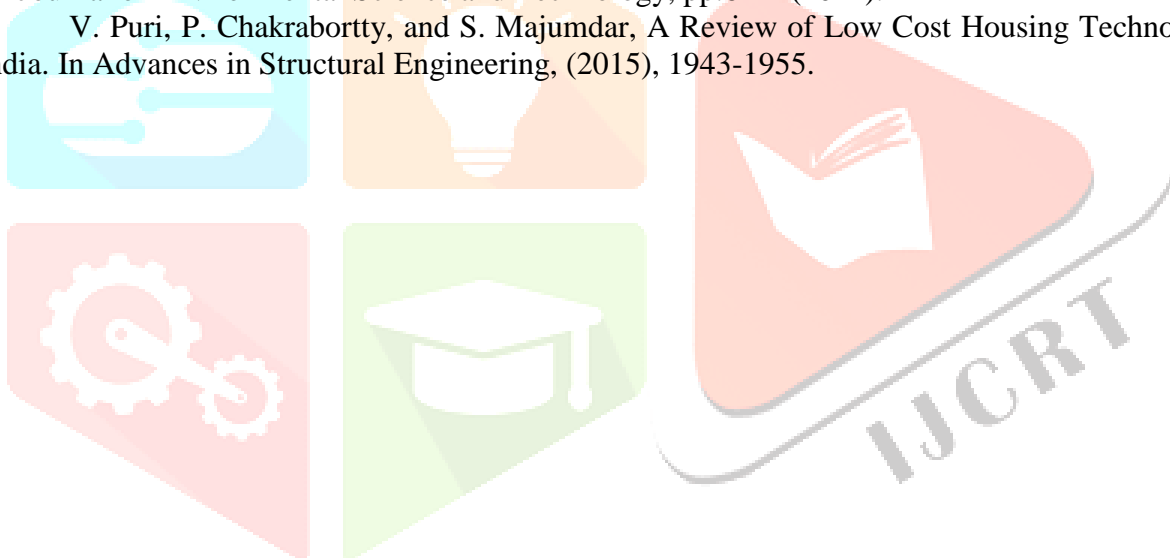 V. Puri, P. Chakrabortty, and S. Majumdar, A Review of Low Cost Housing Techno
ndia. In Advances in Structural Engineering, (2015), 1943-1955.
IJCRT